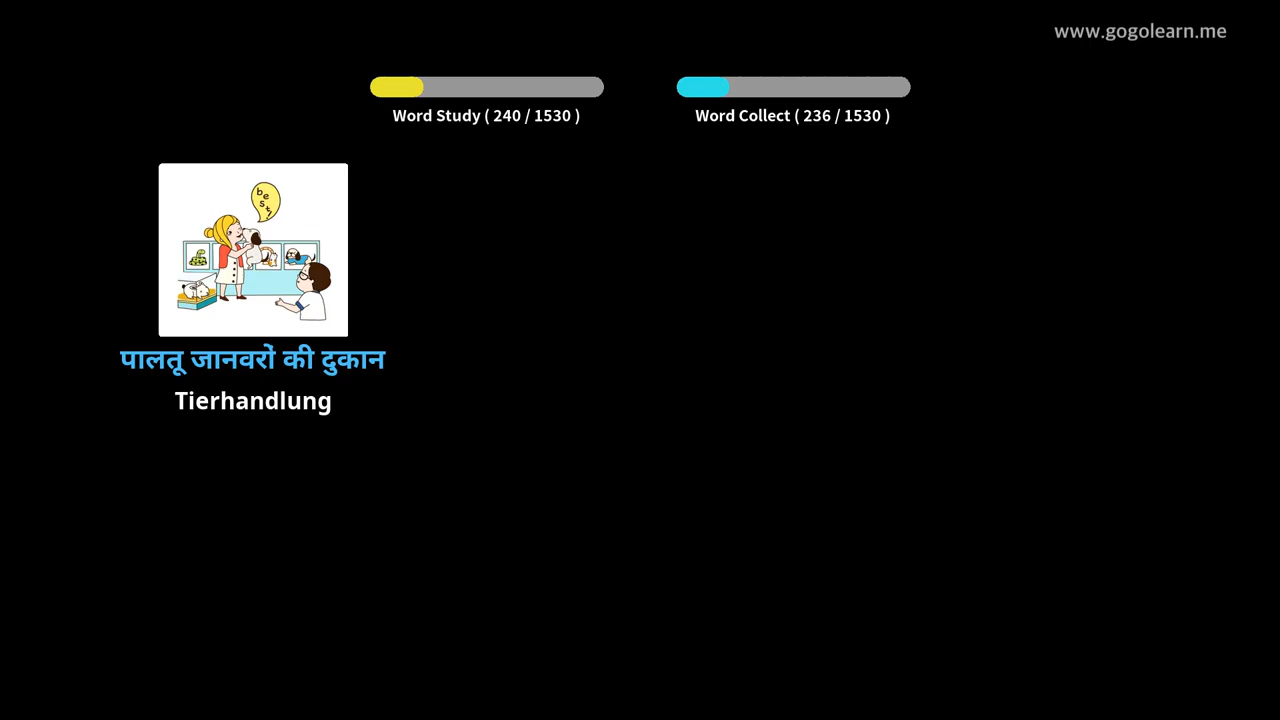 www.gogolearn.me
Word Study ( 240 / 1530 )
Word Collect ( 236 / 1530 )
best!
पालतू जानवरों की दुकान
Tierhandlung